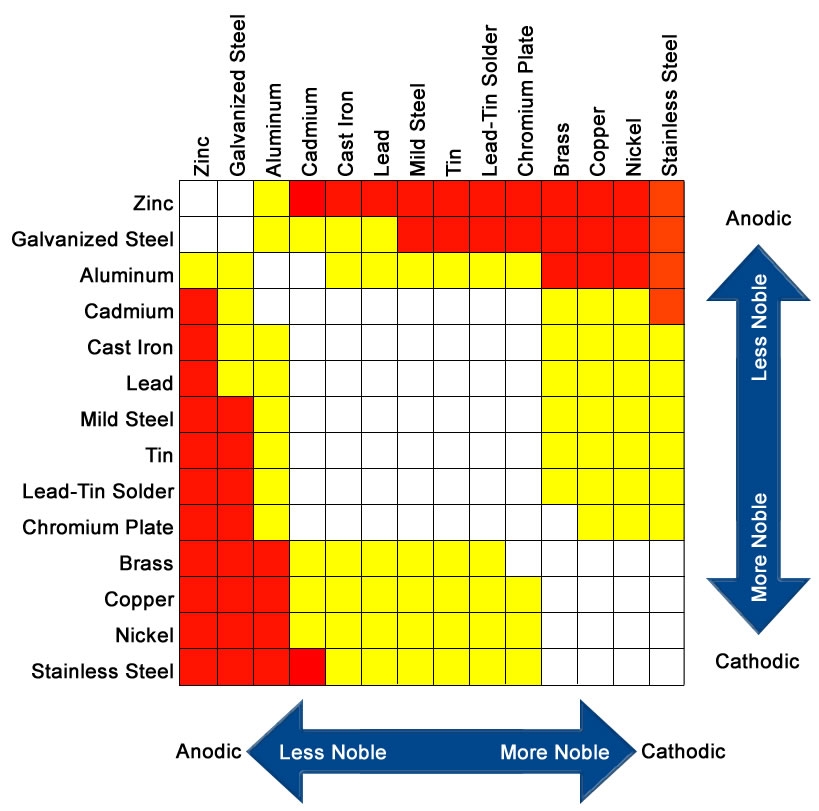 Zinc
Galvanized Steel
Aluminum
Cadmium
Cast Iron
Lead
Mild Steel
Tin
Lead-Tin Solder
Chromium Plate
Brass
Copper
Nickel
Stainless Steel
Zinc
Galvanized Steel
Aluminum
Cadmium
Cast Iron
Lead
Mild Steel
Tin
Lead-Tin Solder
Chromium Plate
Brass
Copper
Nickel
Stainless Steel
Anodic
Less Noble
More Noble
Cathodic
Anodic
Less Noble
More Noble
Cathodic